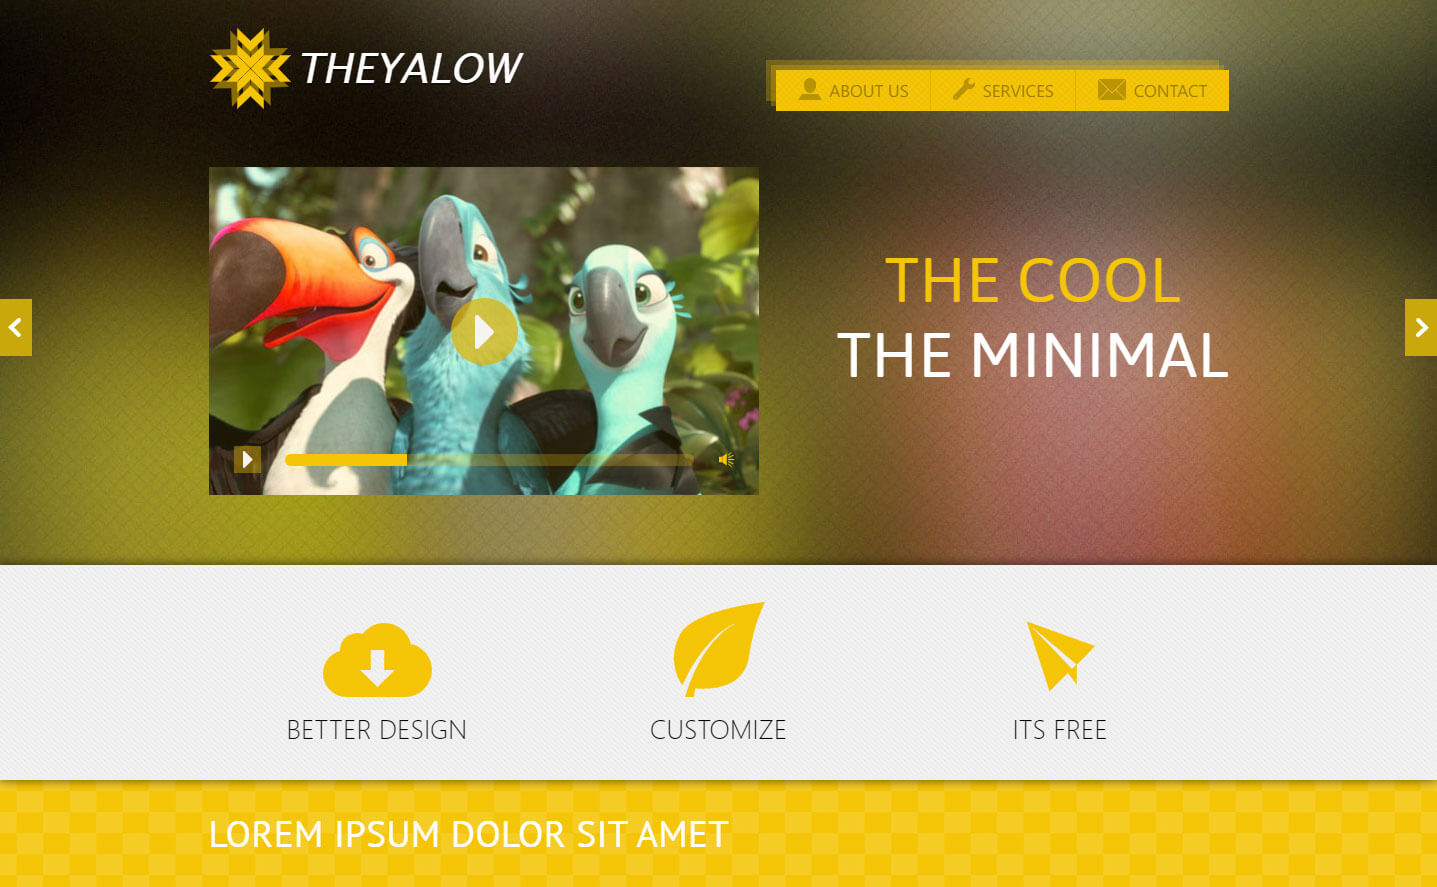 THEYALOW
ABOUT US
SERVICES
CONTACT
THE COOL
THE MINIMAL
BETTER DESIGN
CUSTOMIZE
ITS FREE
LOREM IPSUM DOLOR SIT AMET